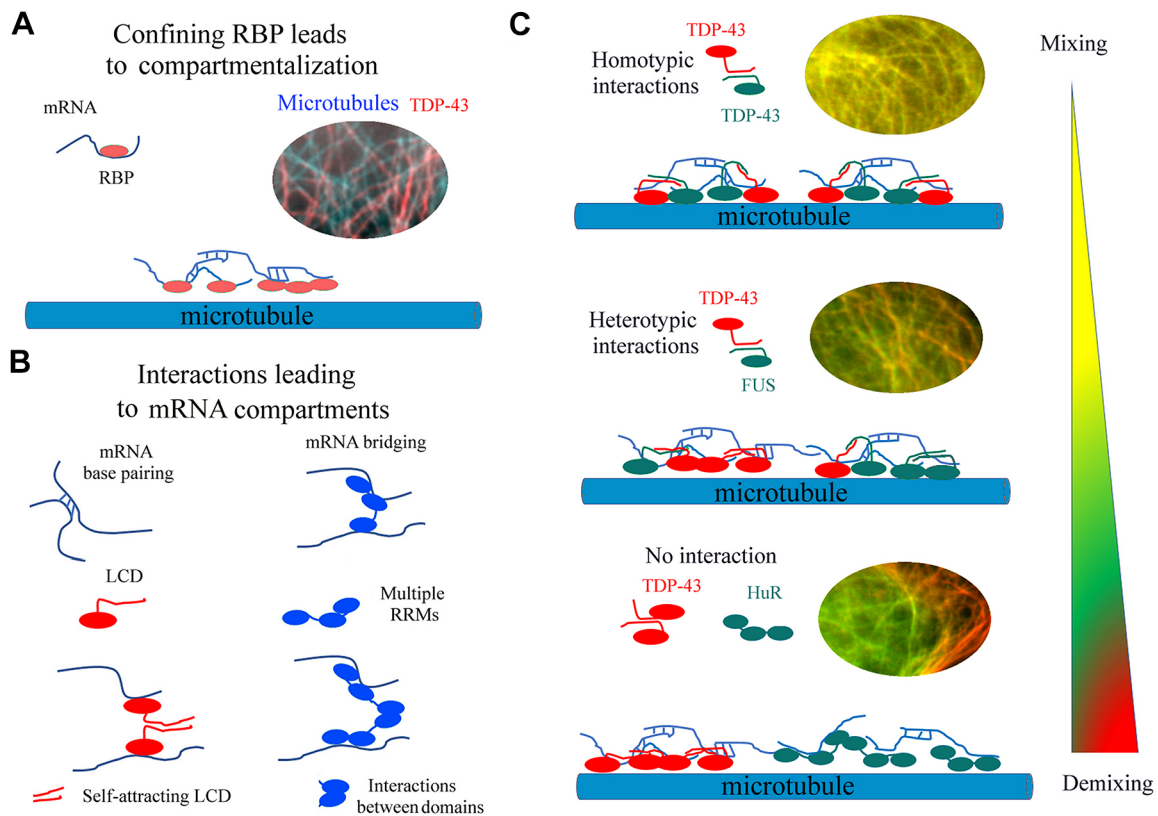 A
Confining RBP leads
to compartmentalization
mRNA
RBP
Microtubules TDP-43
microtubule
B
Interactions leading
to mRNA compartments
mRNA
base pairing
mRNA bridging
LCD
Multiple
RRMs
Self-attracting LCD
Interactions
between domains
C
Homotypic
interactions
TDP-43
TDP-43
microtubule
Heterotypic
interactions
TDP-43
FUS
microtubule
No interaction
TDP-43
HuR
microtubule
Mixing
Demixing